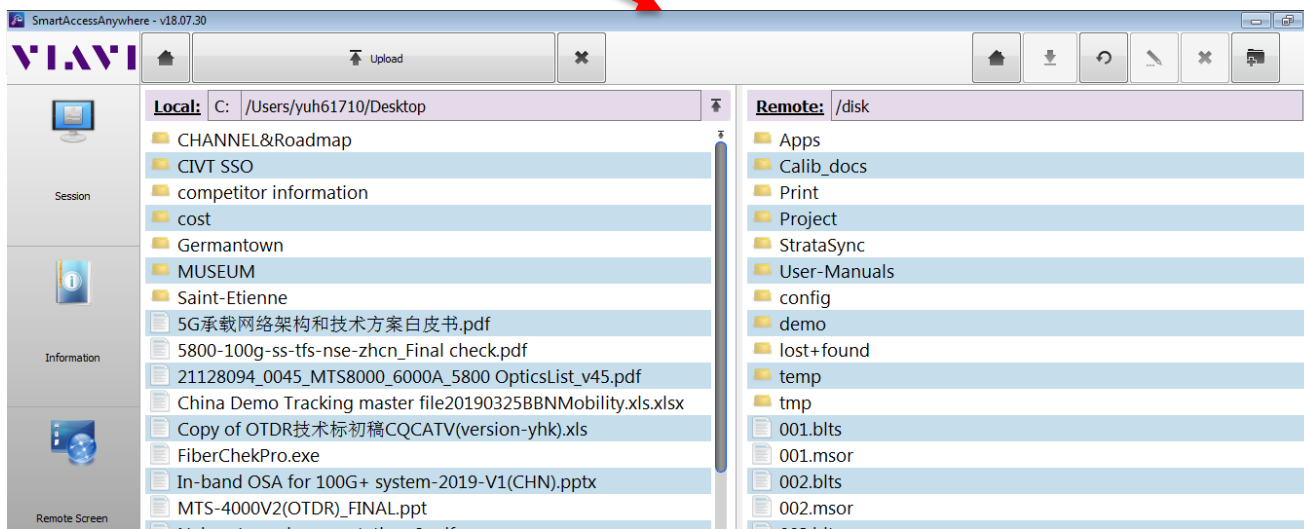 SmartAccessAnywhere - v18.07.30
VIAVI
Upload
Session
Information
Remote Screen
Local: C: /Users/yuh61710/Desktop
CHANNEL&Roadmap
CIVT SSO
competitor information
cost
Germantown
MUSEUM
Saint-Etienne
5G承载网络架构和技术方案白皮书.pdf
5800-100g-ss-tfs-nse-zhcn_Final check.pdf
21128094_0045_MTS8000_6000A_5800 OpticsList_v45.pdf
China Demo Tracking master file20190325BBNMobility.xls.xlsx
Copy of OTDR技术标初稿CQCATV(version-yhk).xls
FiberChekPro.exe
In-band OSA for 100G+ system-2019-V1(CHN).pptx
MTS-4000V2(OTDR)_FINAL.ppt
Remote: /disk
Apps
Calib_docs
Print
Project
StrataSync
User-Manuals
config
demo
lost+found
temp
tmp
001.blts
001.msor
002.blts
002.msor